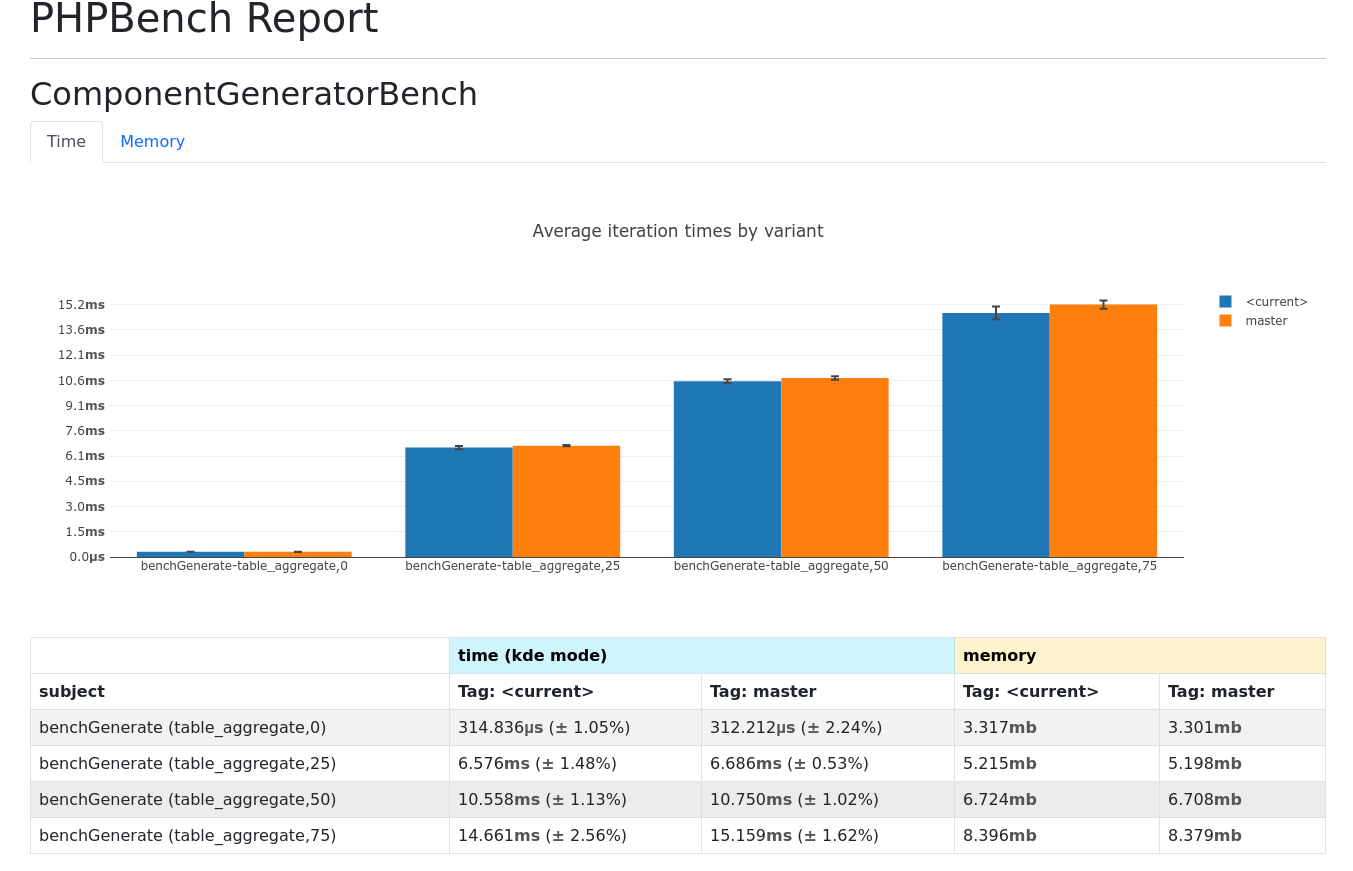 PHPBench Report
ComponentGeneratorBench
Time Memory
Average iteration times by variant
15.2ms
13.6ms
12.1ms
10.6ms
9.1ms
7.6ms
6.1ms
4.5ms
3.0ms
1.5ms
0.0µs
<current>
master
benchGenerate-table_aggregate,0 benchGenerate-table_aggregate,25 benchGenerate-table_aggregate,50 benchGenerate-table_aggregate,75
time (kde mode) memory
subject Tag: <current> Tag: master Tag: <current> Tag: master
benchGenerate (table_aggregate,0) 314.836µs (± 1.05%) 312.212µs (± 2.24%) 3.317mb 3.301mb
benchGenerate (table_aggregate,25) 6.576ms (± 1.48%) 6.686ms (± 0.53%) 5.215mb 5.198mb
benchGenerate (table_aggregate,50) 10.558ms (± 1.13%) 10.750ms (± 1.02%) 6.724mb 6.708mb
benchGenerate (table_aggregate,75) 14.661ms (± 2.56%) 15.159ms (± 1.62%) 8.396mb 8.379mb